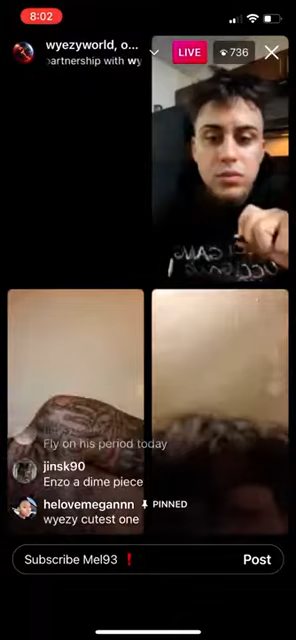 8:02
wyezyworld, o...
LIVE
736
partnership with wy
Fly on his period today
jinsk90
Enzo a dime piece
helovemegannn PINNED
wyezy cutest one
Subscribe Mel93❗
Post